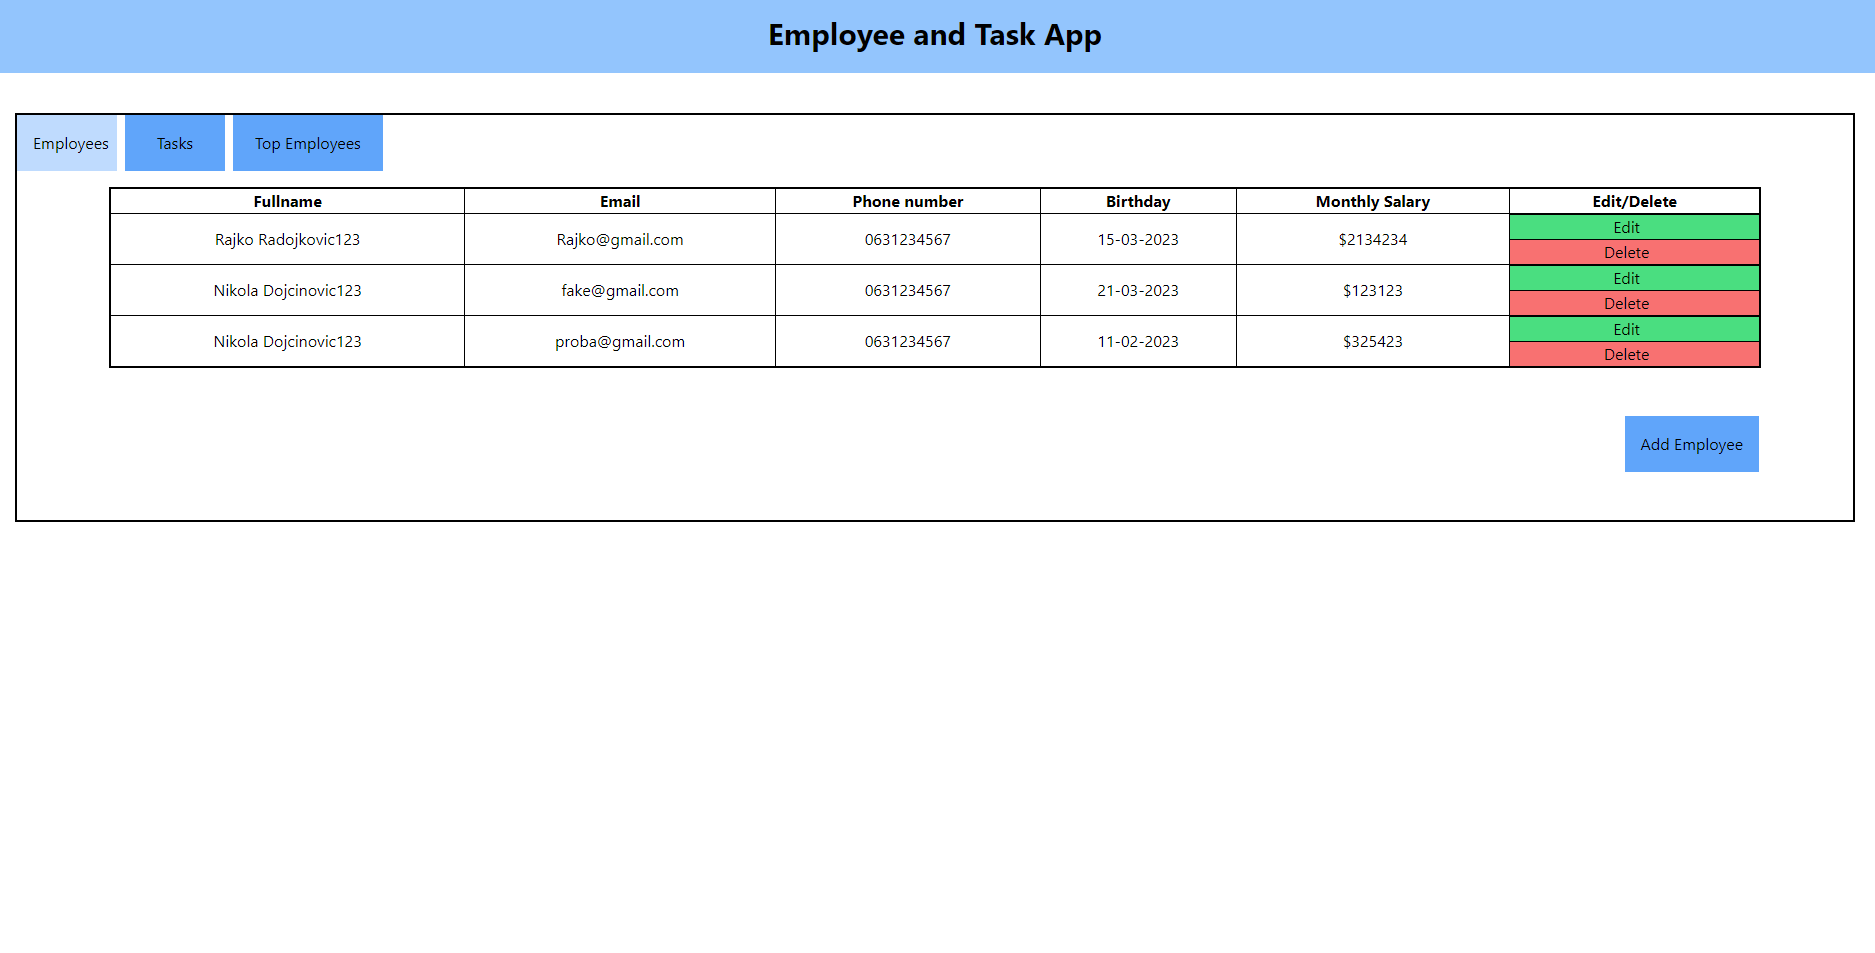 Employee and Task App
Employees Tasks Top Employees
Fullname Email Phone number Birthday Monthly Salary Edit/Delete
Rajko Radojkovic123 Rajko@gmail.com 0631234567 15-03-2023 $2134234 Edit
Delete
Nikola Dojcinovic123 fake@gmail.com 0631234567 21-03-2023 $123123 Edit
Delete
Nikola Dojcinovic123 proba@gmail.com 0631234567 11-02-2023 $325423 Edit
Delete
Add Employee